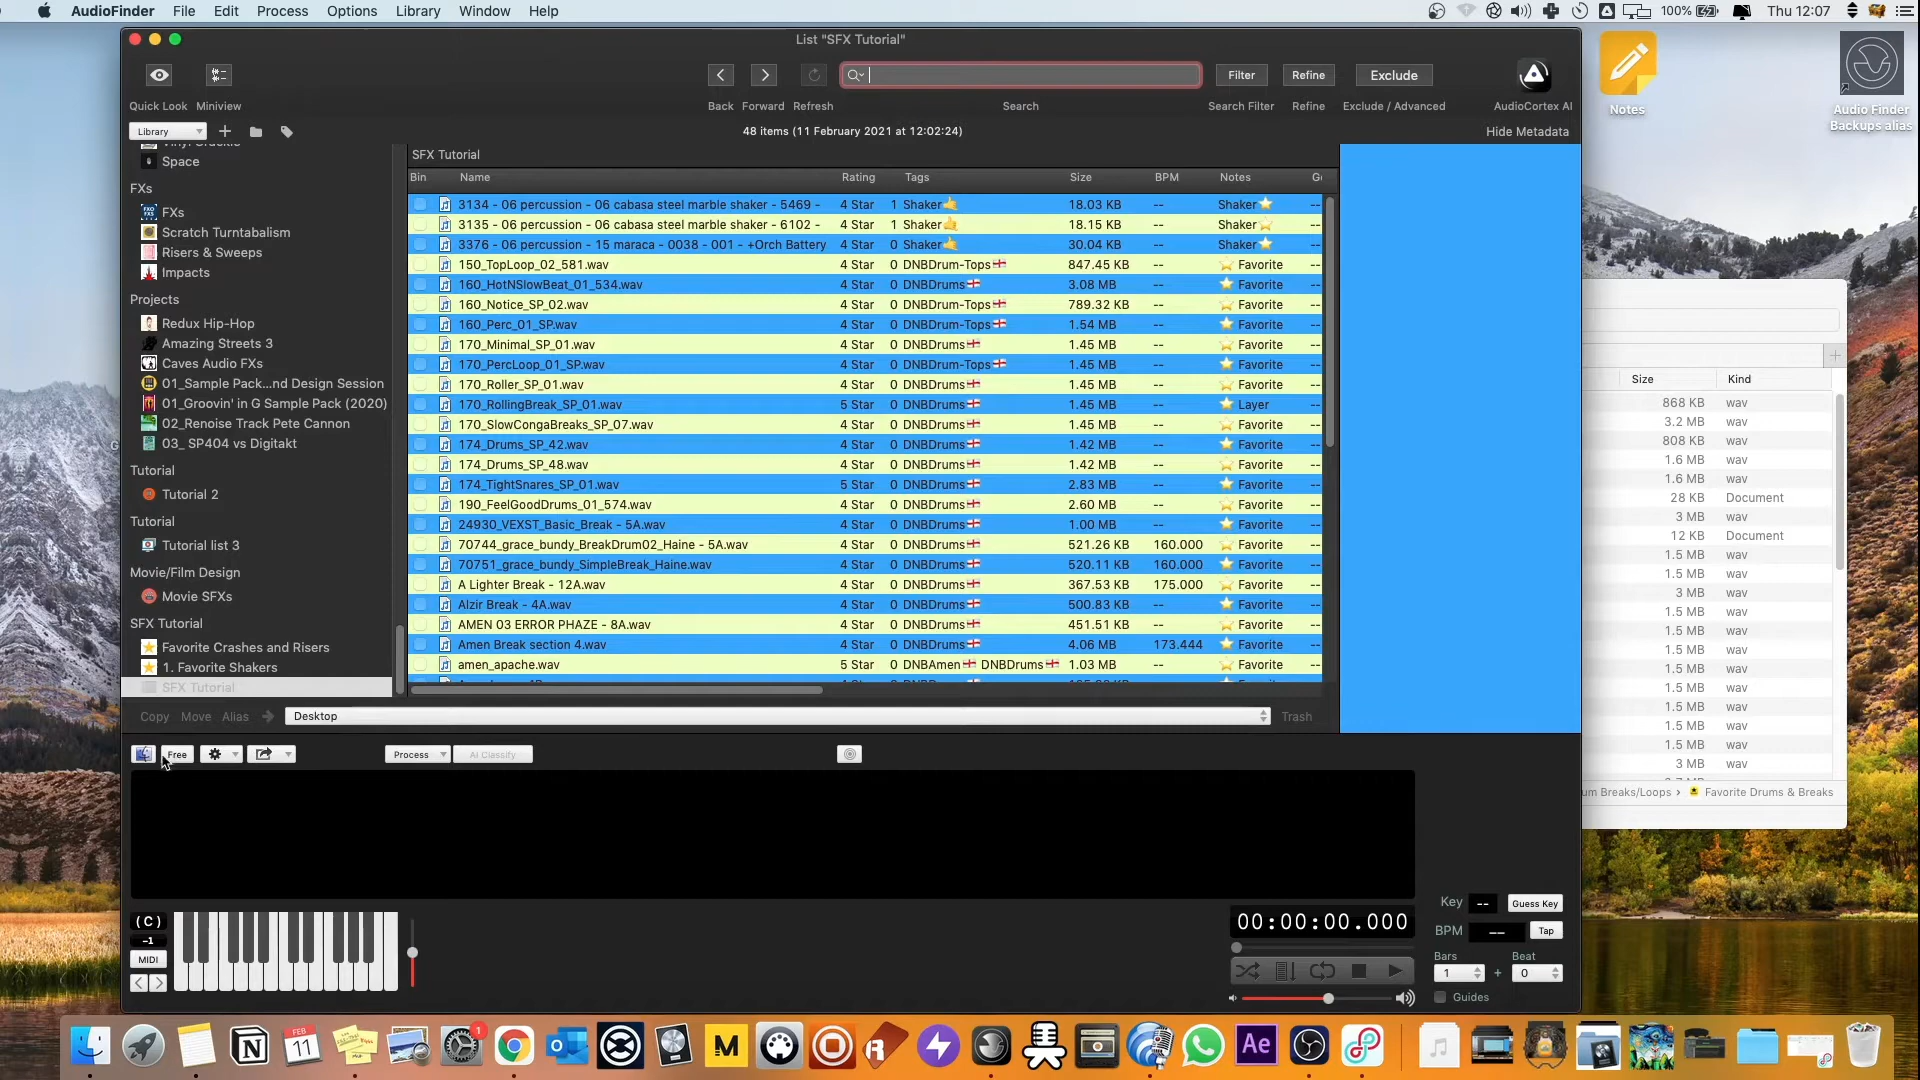 AudioFinder File Edit Process Options Library Window Help
100% Thu 12:07
List "SFX Tutorial"
Filter Refine Exclude
Quick Look Miniview Back Forward Refresh Search Search Filter Refine Exclude / Advanced AudioCortex AI
Library 48 items (11 February 2021 at 12:02:24) Hide Metadata
Space
FXs
FXs
Scratch Turntabalism
Risers & Sweeps
Impacts
Projects
Redux Hip-Hop
Amazing Streets 3
Caves Audio FXs
01_Sample Pack...nd Design Session
01_Groovin' in G Sample Pack (2020)
02_Renoise Track Pete Cannon
03_ SP404 vs Digitakt
Tutorial
Tutorial 2
Tutorial
Tutorial list 3
Movie/Film Design
Movie SFXs
SFX Tutorial
Favorite Crashes and Risers
1. Favorite Shakers
SFX Tutorial
SFX Tutorial
Bin Name Rating Tags Size BPM Notes
3134 - 06 percussion - 06 cabasa steel marble shaker - 5469 - 4 Star 1 Shaker🤙 18.03 KB -- Shaker⭐ --
3135 - 06 percussion - 06 cabasa steel marble shaker - 6102 - 4 Star 1 Shaker🤙 18.15 KB -- Shaker⭐ --
3376 - 06 percussion - 15 maraca - 0038 - 001 - +Orch Battery 4 Star 0 Shaker🤙 30.04 KB -- Shaker⭐ --
150_TopLoop_02_581.wav 4 Star 0 DNBDrum-Tops 847.45 KB -- ⭐ Favorite --
160_HotNSlowBeat_01_534.wav 4 Star 0 DNBDrums 3.08 MB -- ⭐ Favorite --
160_Notice_SP_02.wav 4 Star 0 DNBDrum-Tops 789.32 KB -- ⭐ Favorite --
160_Perc_01_SP.wav 4 Star 0 DNBDrum-Tops 1.54 MB -- ⭐ Favorite --
170_Minimal_SP_01.wav 4 Star 0 DNBDrums 1.45 MB -- ⭐ Favorite --
170_PercLoop_01_SP.wav 4 Star 0 DNBDrum-Tops 1.45 MB -- ⭐ Favorite --
170_Roller_SP_01.wav 4 Star 0 DNBDrums 1.45 MB -- ⭐ Favorite --
170_RollingBreak_SP_01.wav 5 Star 0 DNBDrums 1.45 MB -- ⭐ Layer --
170_SlowCongaBreaks_SP_07.wav 4 Star 0 DNBDrums 1.45 MB -- ⭐ Favorite --
174_Drums_SP_42.wav 4 Star 0 DNBDrums 1.42 MB -- ⭐ Favorite --
174_Drums_SP_48.wav 4 Star 0 DNBDrums 1.42 MB -- ⭐ Favorite --
174_TightSnares_SP_01.wav 5 Star 0 DNBDrums 2.83 MB -- ⭐ Favorite --
190_FeelGoodDrums_01_574.wav 4 Star 0 DNBDrums 2.60 MB -- ⭐ Favorite --
24930_VEXST_Basic_Break - 5A.wav 4 Star 0 DNBDrums 1.00 MB -- ⭐ Favorite --
70744_grace_bundy_BreakDrum02_Haine - 5A.wav 4 Star 0 DNBDrums 521.26 KB 160.000 ⭐ Favorite --
70751_grace_bundy_SimpleBreak_Haine.wav 4 Star 0 DNBDrums 520.11 KB 160.000 ⭐ Favorite --
A Lighter Break - 12A.wav 4 Star 0 DNBDrums 367.53 KB 175.000 ⭐ Favorite --
Alzir Break - 4A.wav 4 Star 0 DNBDrums 500.83 KB -- ⭐ Favorite --
AMEN 03 ERROR PHAZE - 8A.wav 4 Star 0 DNBDrums 451.51 KB -- ⭐ Favorite --
Amen Break section 4.wav 4 Star 0 DNBDrums 4.06 MB 173.444 ⭐ Favorite --
amen_apache.wav 5 Star 0 DNBAmen DNBDrums 1.03 MB -- ⭐ Favorite --
Copy Move Alias Desktop Trash
Free Process AI Classify
(C)
-1
MIDI
00:00:00.000
Key -- Guess Key
BPM -- Tap
Bars Beat
1 + 0
Guides
Notes
Audio Finder
Backups alias
Size Kind
868 KB wav
3.2 MB wav
808 KB wav
1.6 MB wav
1.6 MB wav
28 KB Document
3 MB wav
12 KB Document
1.5 MB wav
1.5 MB wav
3 MB wav
1.5 MB wav
1.5 MB wav
1.5 MB wav
1.5 MB wav
1.5 MB wav
1.5 MB wav
1.5 MB wav
1.5 MB wav
3 MB wav
um Breaks/Loops › Favorite Drums & Breaks
FEB
11
1
M
Ae